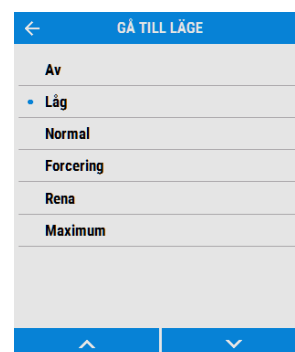 GÅ TILL LÄGE
Av
Låg
Normal
Forcering
Rena
Maximum